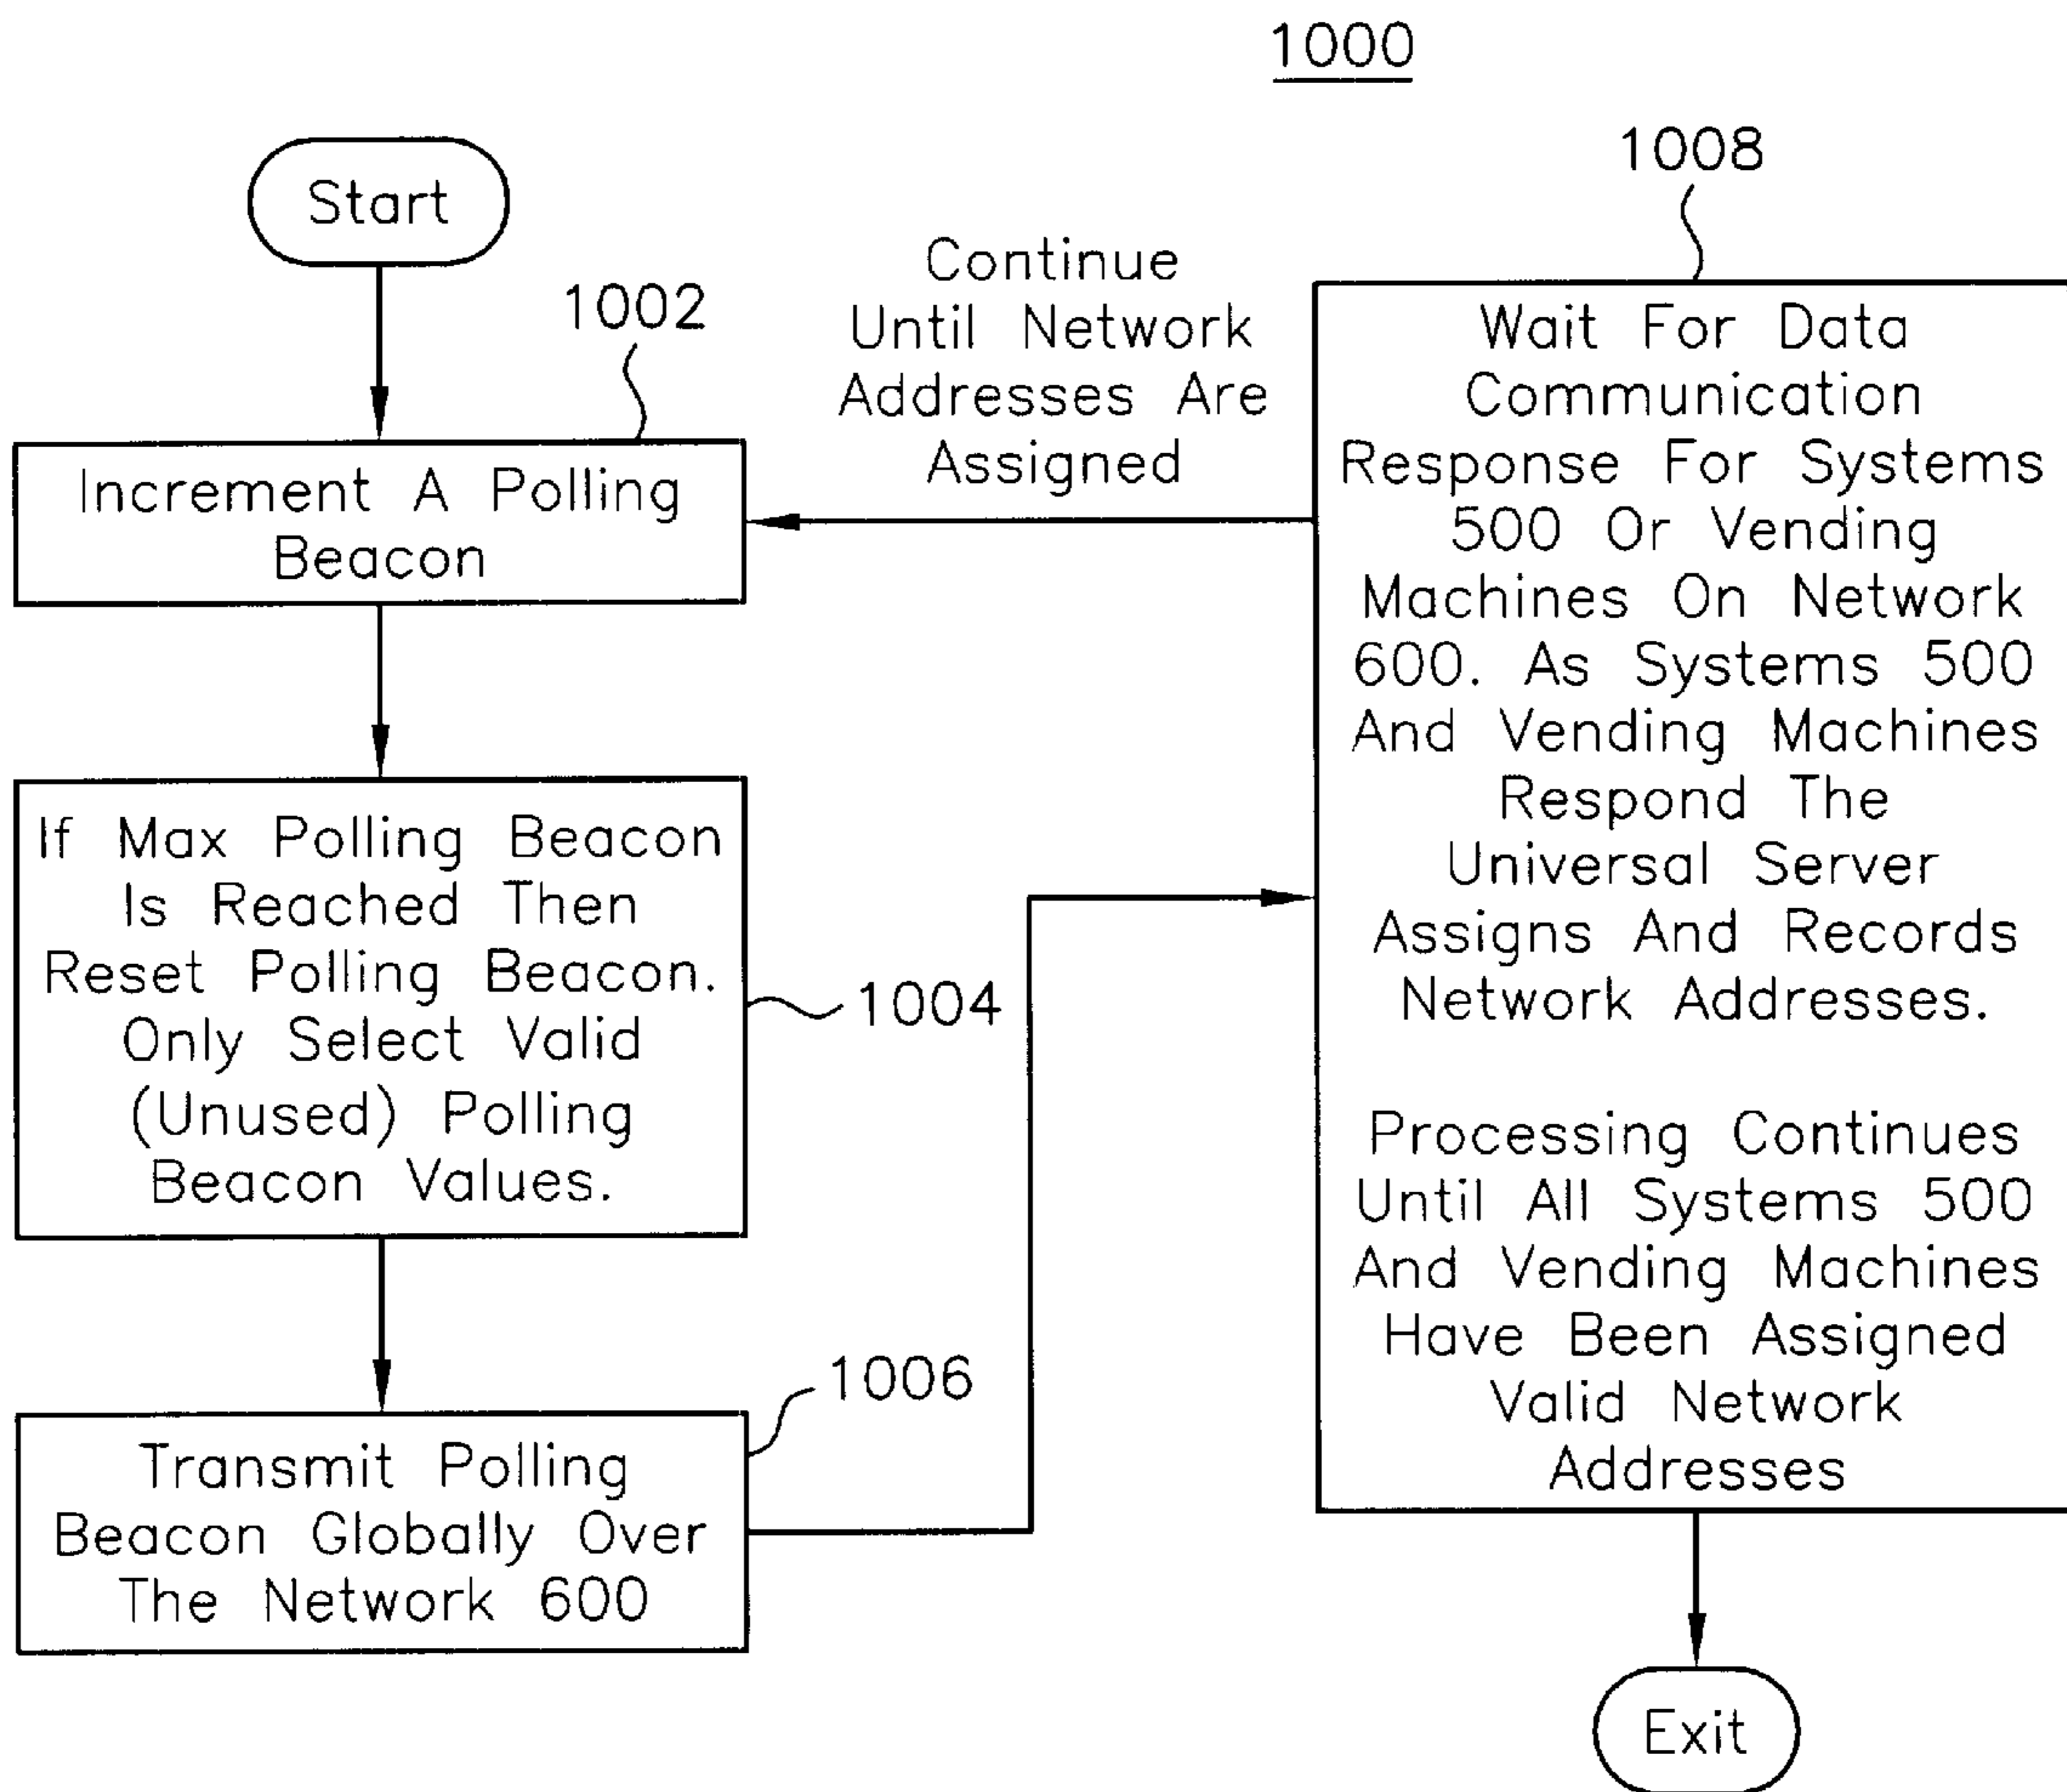 1000
Start
1002
Increment A Polling
Beacon
If Max Polling Beacon
Is Reached Then
Reset Polling Beacon.
Only Select Valid
(Unused) Polling
Beacon Values.
1004
Transmit Polling
Beacon Globally Over
The Network 600
1006
Continue
Until Network
Addresses Are
Assigned
1008
Wait For Data
Communication
Response For Systems
500 Or Vending
Machines On Network
600. As Systems 500
And Vending Machines
Respond The
Universal Server
Assigns And Records
Network Addresses.
Processing Continues
Until All Systems 500
And Vending Machines
Have Been Assigned
Valid Network
Addresses
Exit